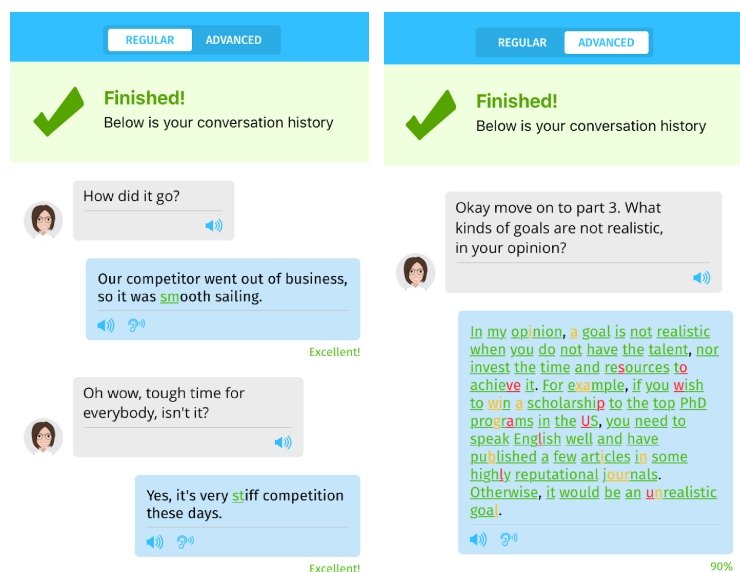 REGULAR ADVANCED
Finished!
Below is your conversation history
How did it go?
Our competitor went out of business,
so it was smooth sailing.
Excellent!
Oh wow, tough time for
everybody, isn't it?
Yes, it's very stiff competition
these days.
Excellent!
REGULAR ADVANCED
Finished!
Below is your conversation history
Okay move on to part 3. What
kinds of goals are not realistic,
in your opinion?
In my opinion, a goal is not realistic
when you do not have the talent, nor
invest the time and resources to
achieve it. For example, if you wish
to win a scholarship to the top PhD
programs in the US, you need to
speak English well and have
published a few articles in some
highly reputational journals.
Otherwise, it would be an unrealistic
goal.
90%